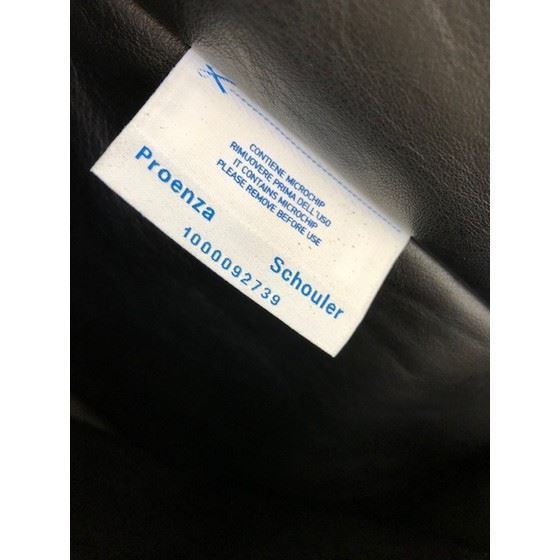 CONTIENE MICROCHIP
RIMUOVERE PRIMA DELL'USO
IT CONTAINS MICROCHIP
PLEASE REMOVE BEFORE USE
Proenza Schouler
1000092739